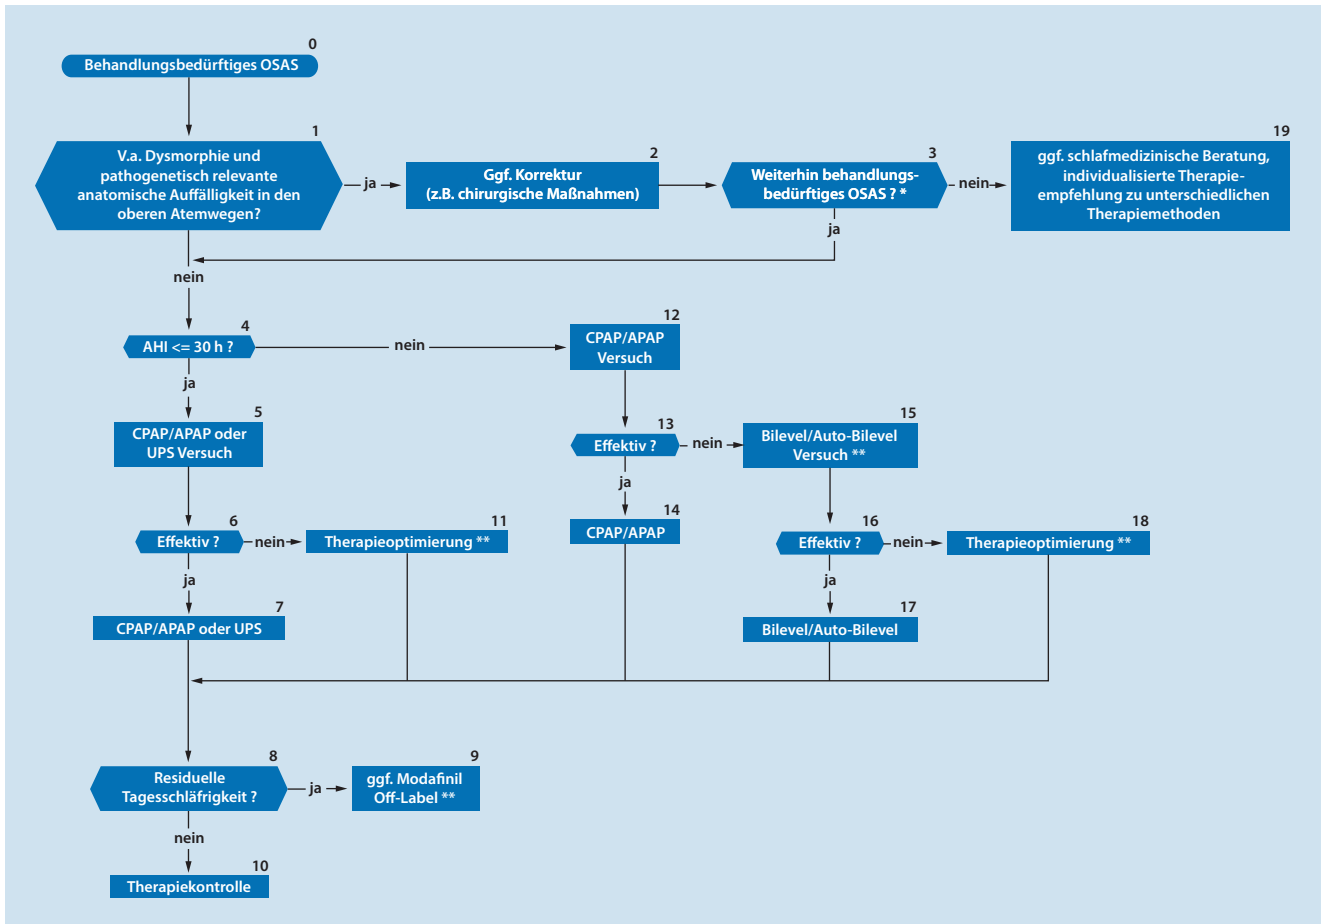 0
Behandlungsbedürftiges OSAS
1
V.a. Dysmorphie und
pathogenetisch relevante
anatomische Auffälligkeit in den
oberen Atemwegen?
ja
2
Ggf. Korrektur
(z.B. chirurgische Maßnahmen)
3
Weiterhin behandlungs-
bedürftiges OSAS ? *
nein
19
ggf. schlafmedizinische Beratung,
individualisierte Therapie-
empfehlung zu unterschiedlichen
Therapiemethoden
ja
nein
4
AHI <= 30 h ?
nein
12
CPAP/APAP
Versuch
ja
5
CPAP/APAP oder
UPS Versuch
13
Effektiv ?
nein
15
Bilevel/Auto-Bilevel
Versuch **
ja
6
Effektiv ?
nein
11
Therapieoptimierung **
14
CPAP/APAP
16
Effektiv ?
nein
18
Therapieoptimierung **
ja
ja
7
CPAP/APAP oder UPS
17
Bilevel/Auto-Bilevel
8
Residuelle
Tagesschläfrigkeit ?
ja
9
ggf. Modafinil
Off-Label **
nein
10
Therapiekontrolle